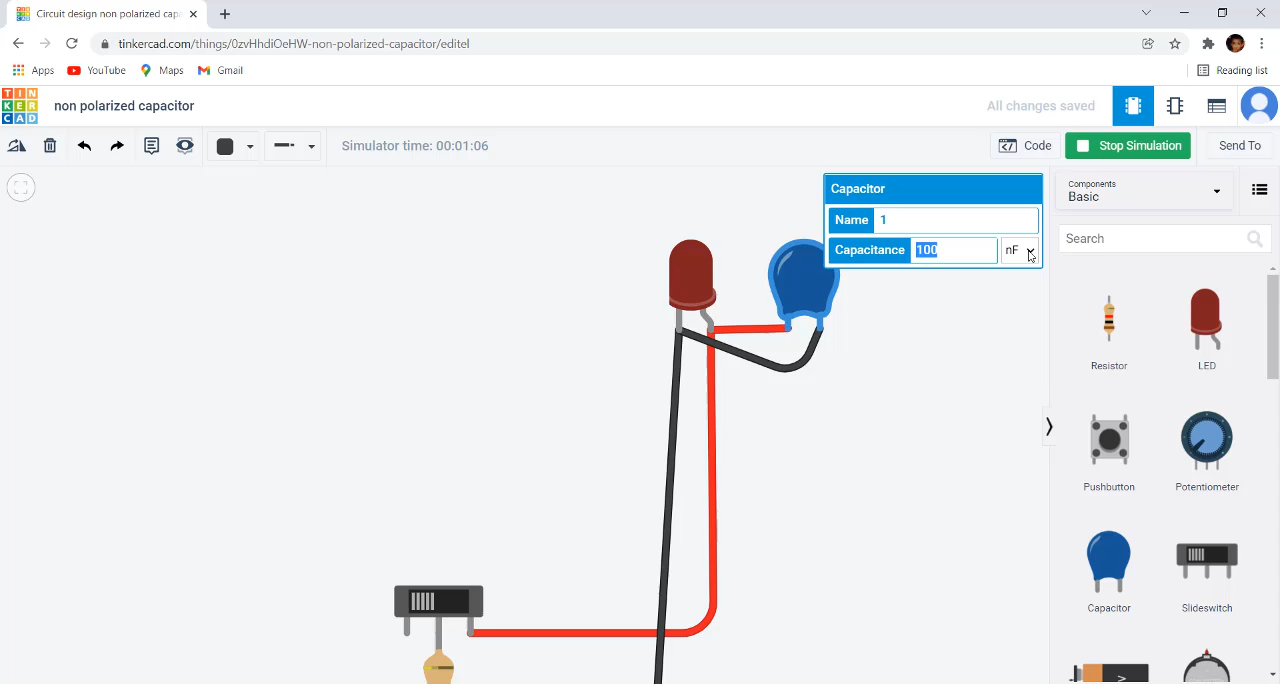 Circuit design non polarized cap
tinkercad.com/things/0zvHhdiOeHW-non-polarized-capacitor/editel
Apps YouTube Maps Gmail Reading list
TIN
KER
CAD
non polarized capacitor
All changes saved
Simulator time: 00:01:06
Code
Stop Simulation
Send To
Capacitor
Name 1
Capacitance 100 nF
Components
Basic
Search
Resistor
LED
Pushbutton
Potentiometer
Capacitor
Slideswitch